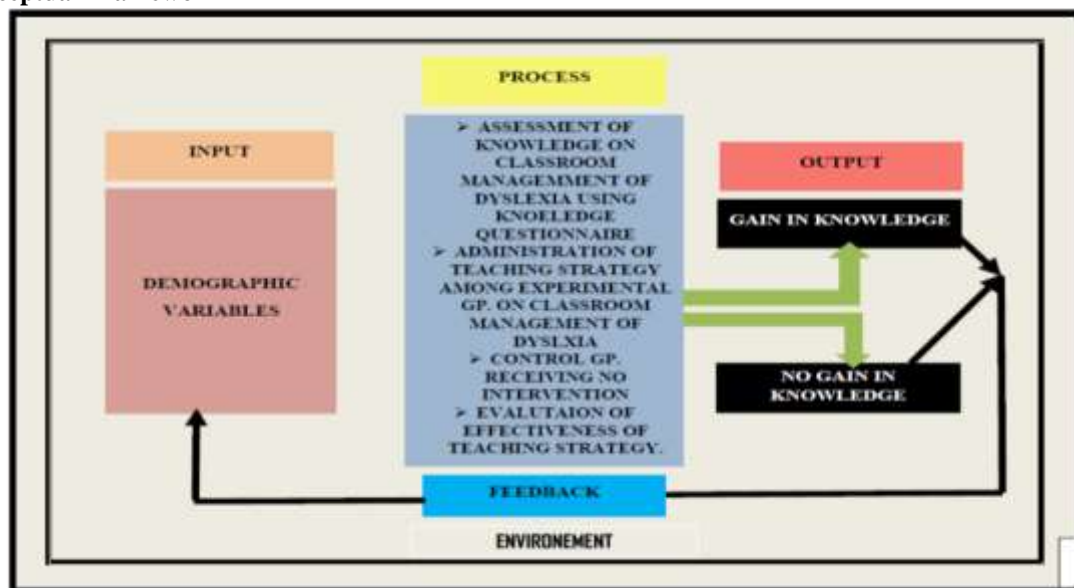 PROCESS
➢ ASSESSMENT OF
KNOWLEDGE ON
CLASSROOM
MANAGEMMENT OF
DYSLEXIA USING
KNOELEDGE
QUESTIONNAIRE
➢ ADMINISTRATION OF
TEACHING STRATEGY
AMONG EXPERIMENTAL
GP. ON CLASSROOM
MANAGEMENT OF
DYSLXIA
➢ CONTROL GP.
RECEIVING NO
INTERVENTION
➢ EVALUTAION OF
EFFECTIVENESS OF
TEACHING STRATEGY.
INPUT
DEMOGRAPHIC
VARIABLES
OUTPUT
GAIN IN KNOWLEDGE
NO GAIN IN
KNOWLEDGE
FEEDBACK
ENVIRONEMENT